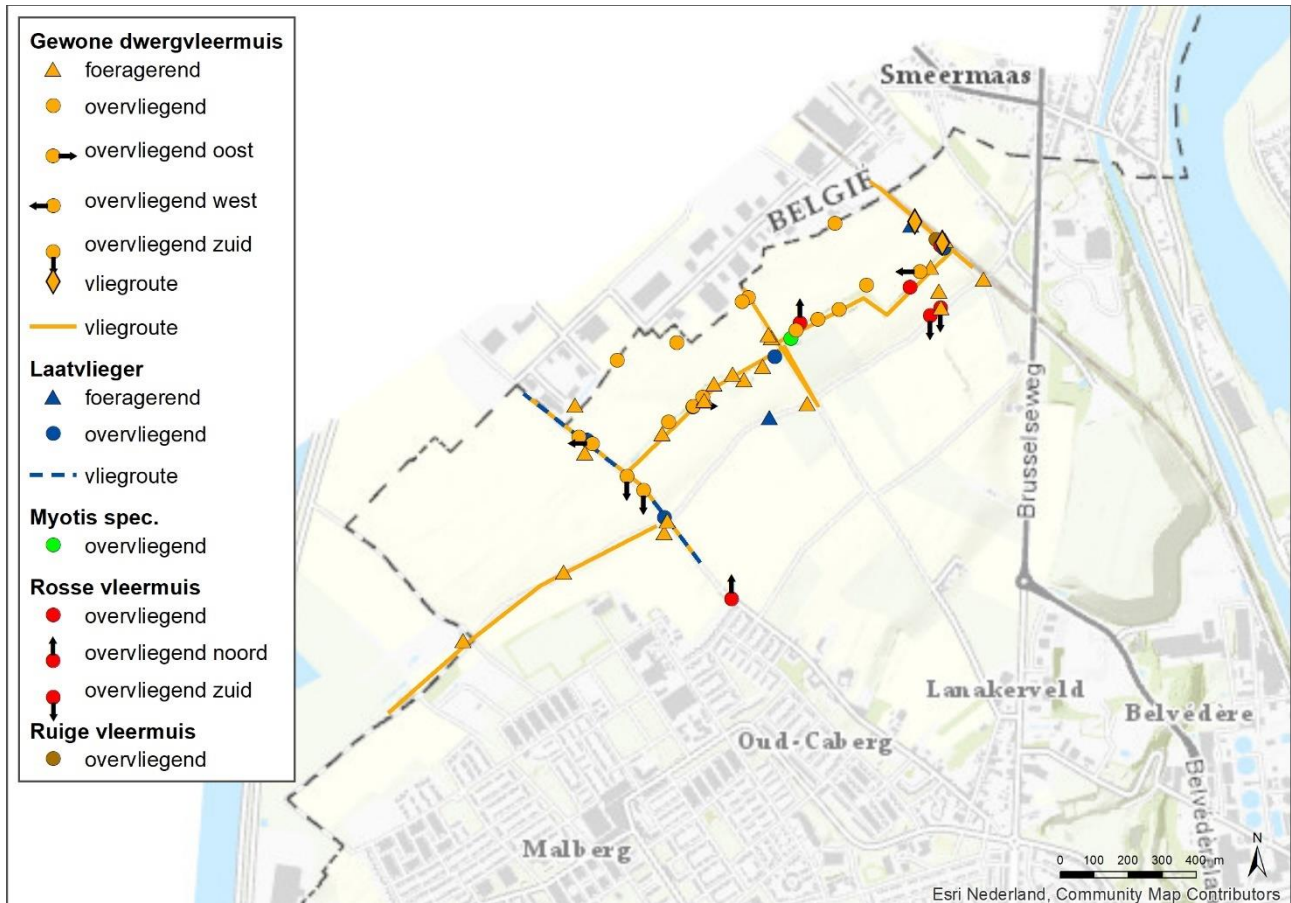 Gewone dwergvleermuis
foeragerend
overvliegend
overvliegend oost
overvliegend west
overvliegend zuid
vliegroute
vliegroute
Laatvlieger
foeragerend
overvliegend
vliegroute
Myotis spec.
overvliegend
Rosse vleermuis
overvliegend
overvliegend noord
overvliegend zuid
Ruige vleermuis
overvliegend
Smeermaas
BELGIË
Brusselseweg
Lanakerveld
Belvédère
Oud-Caberg
Belvédèrela
Malberg
N
0 100 200 300 400 m
Esri Nederland, Community Map Contributors